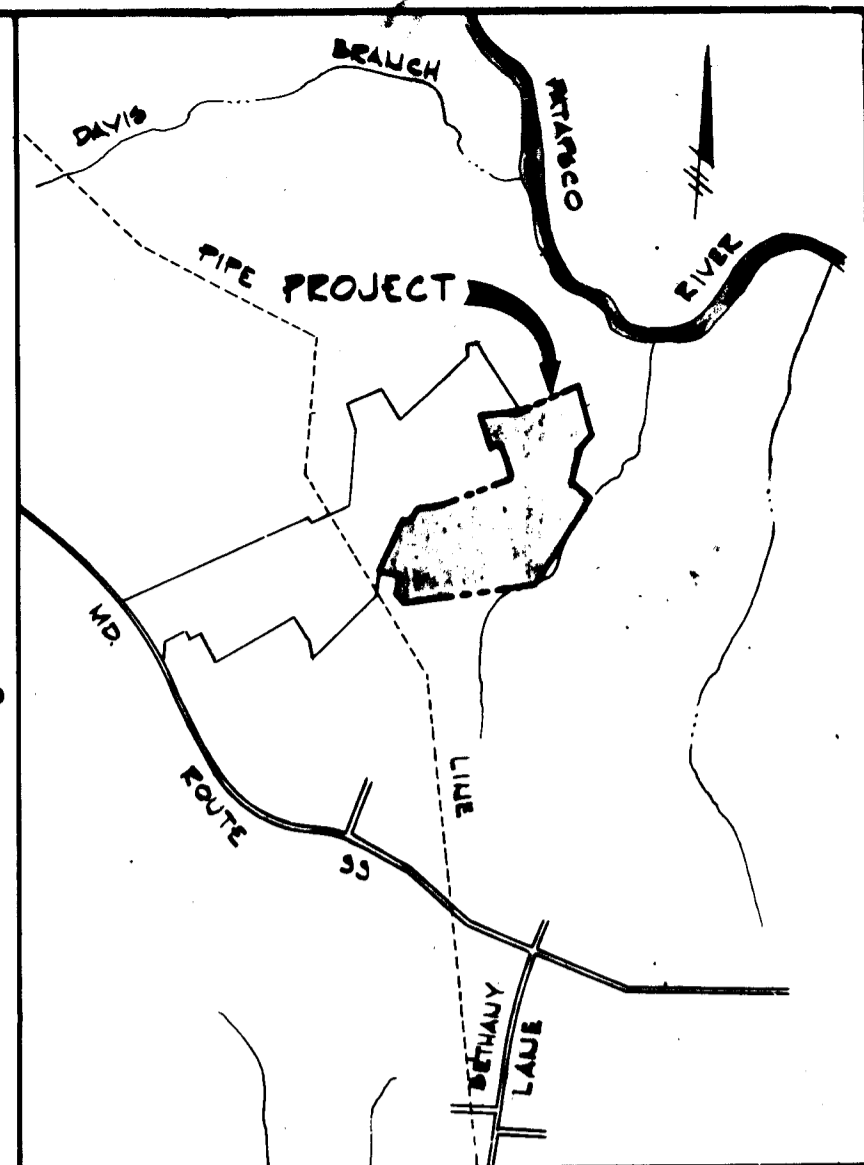 DAVIS BRANCH
PATAPSCO
RIVER
PIPE
PROJECT
MD.
ROUTE
99
LINE
BETHANY
LANE